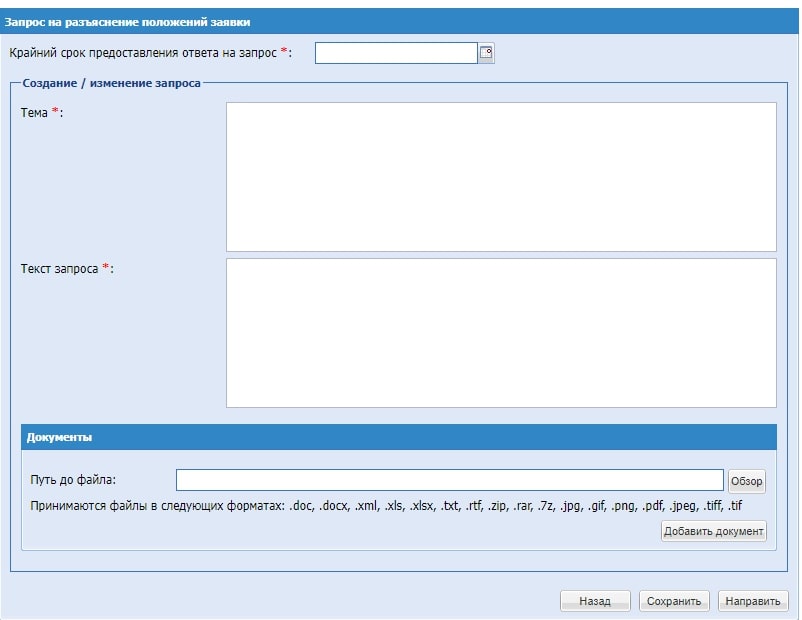 Запрос на разъяснение положений заявки
Крайний срок предоставления ответа на запрос *:
Создание / изменение запроса
Тема *:
Текст запроса *:
Документы
Путь до файла:
Обзор
Принимаются файлы в следующих форматах: .doc, .docx, .xml, .xls, .xlsx, .txt, .rtf, .zip, .rar, .7z, .jpg, .gif, .png, .pdf, .jpeg, .tiff, .tif
Добавить документ
Назад Сохранить Направить